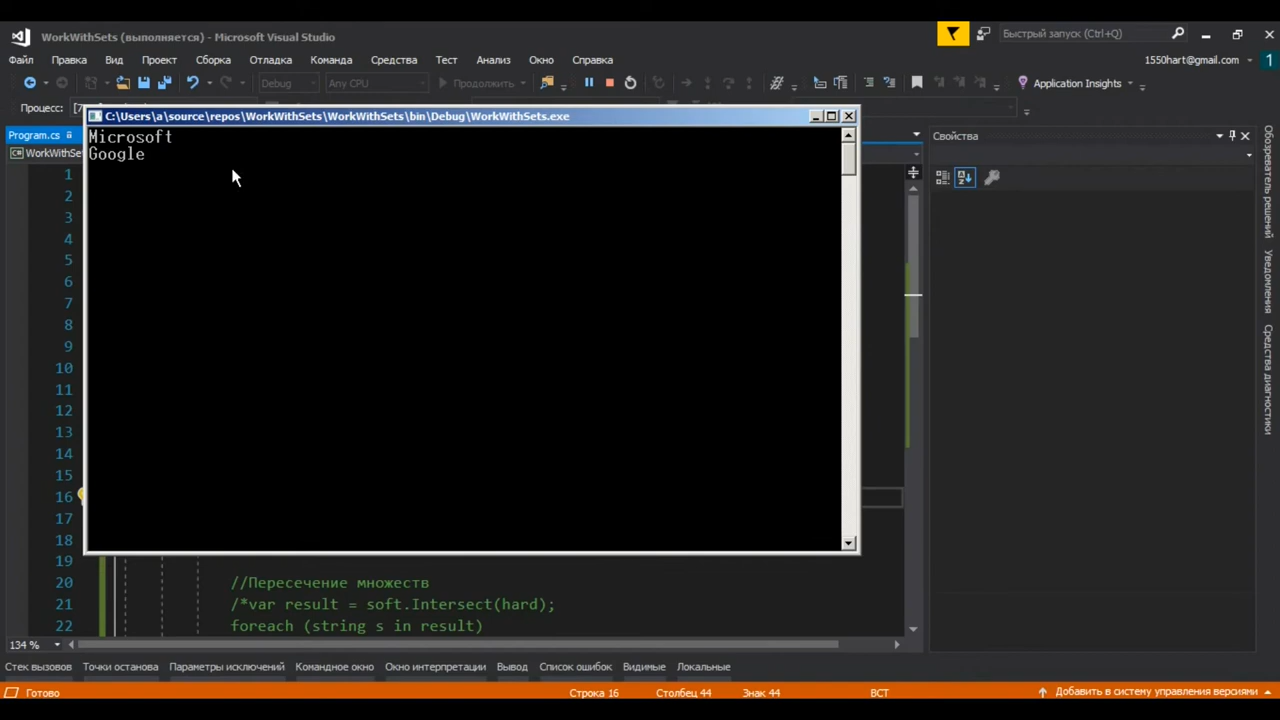 WorkWithSets (выполняется) - Microsoft Visual Studio
Быстрый запуск (Ctrl+Q)
Файл Правка Вид Проект Сборка Отладка Команда Средства Тест Анализ Окно Справка
1550hart@gmail.com 1
Debug Any CPU Продолжить Application Insights
Процесс: [7
C:\Users\a\source\repos\WorkWithSets\WorkWithSets\bin\Debug\WorkWithSets.exe
Program.cs
Свойства
Microsoft
WorkWithSet
Google
1
2
3
4
5
6
7
8
9
10
11
12
13
14
15
16
17
18
19
20 //Пересечение множеств
21 /*var result = soft.Intersect(hard);
22 foreach (string s in result)
134 %
Обозреватель решений
Уведомления
Средства диагностики
Стек вызовов Точки останова Параметры исключений Командное окно Окно интерпретации Вывод Список ошибок Видимые Локальные
Готово Строка 16 Столбец 44 Знак 44 ВСТ Добавить в систему управления версиями